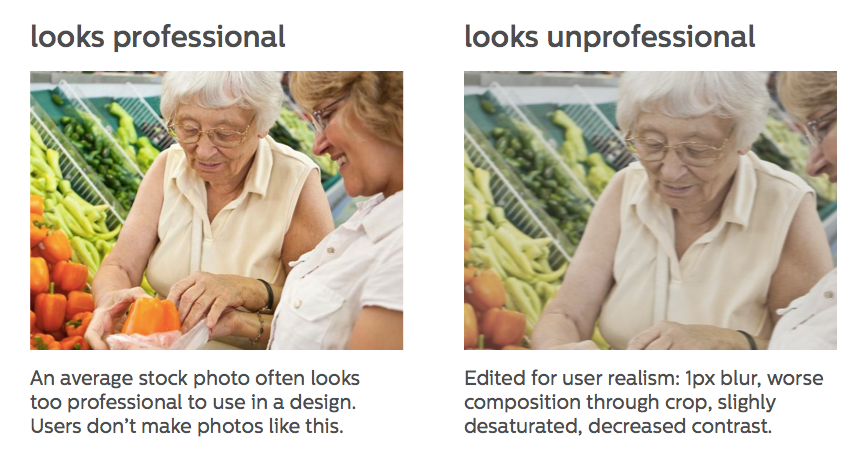 looks professional
looks unprofessional
An average stock photo often looks
too professional to use in a design.
Users don’t make photos like this.
Edited for user realism: 1px blur, worse
composition through crop, slighly
desaturated, decreased contrast.